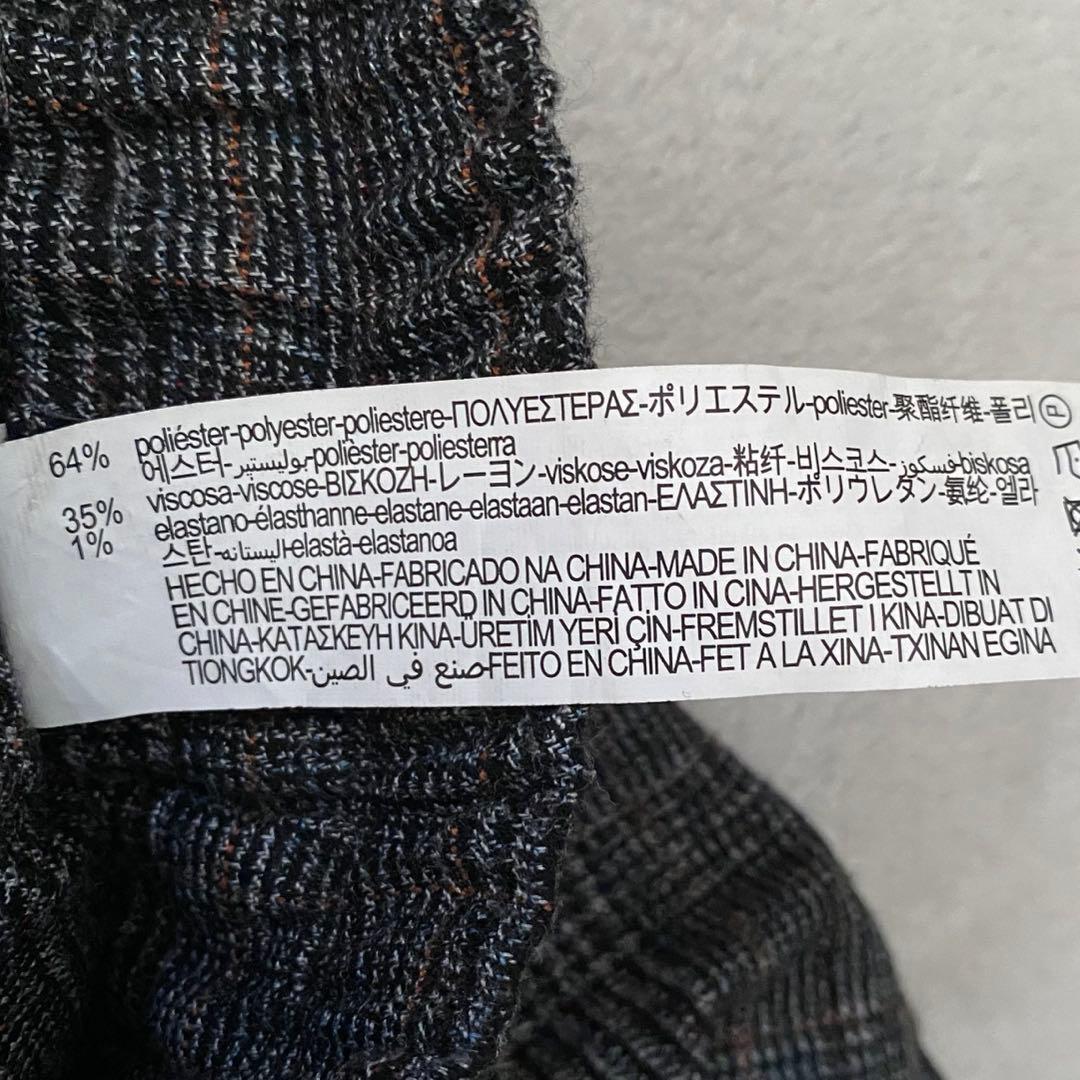 64% poliéster-polyester-poliestere-ΠΟΛΥΕΣΤΕΡΑΣ-ポリエステル-poliester-聚酯纤维-폴리
에스터-بوليستير-polièster-poliesterra
35% viscosa-viscose-ΒΙΣΚΟΖΗ-レーヨン-viskose-viskoza-粘纤-비스코스-فسكوز-biskosa
1% elastano-élasthanne-elastane-elastaan-elastan-ΕΛΑΣΤΙΝΗ-ポリウレタン-氨纶-엘라
스탄-اليستانه-elastà-elastanoa
HECHO EN CHINA-FABRICADO NA CHINA-MADE IN CHINA-FABRIQUÉ
EN CHINE-GEFABRICEERD IN CHINA-FATTO IN CINA-HERGESTELLT IN
CHINA-ΚΑΤΑΣΚΕΥΗ ΚΙΝΑ-ÜRETİM YERİ ÇİN-FREMSTILLET I KINA-DIBUAT DI
TIONGKOK-صنع في الصين-FEITO EN CHINA-FET A LA XINA-TXINAN EGINA